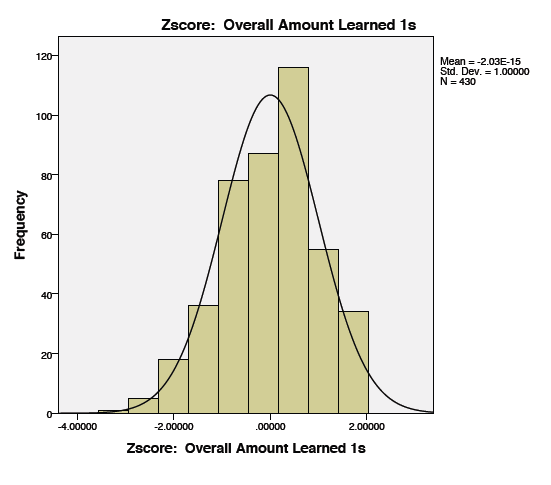 Zscore:  Overall Amount Learned 1s
Mean = -2.03E-15
Std. Dev. = 1.00000
N = 430
120
100
80
60
40
20
0
Frequency
-4.00000
-2.00000
.00000
2.00000
Zscore:  Overall Amount Learned 1s